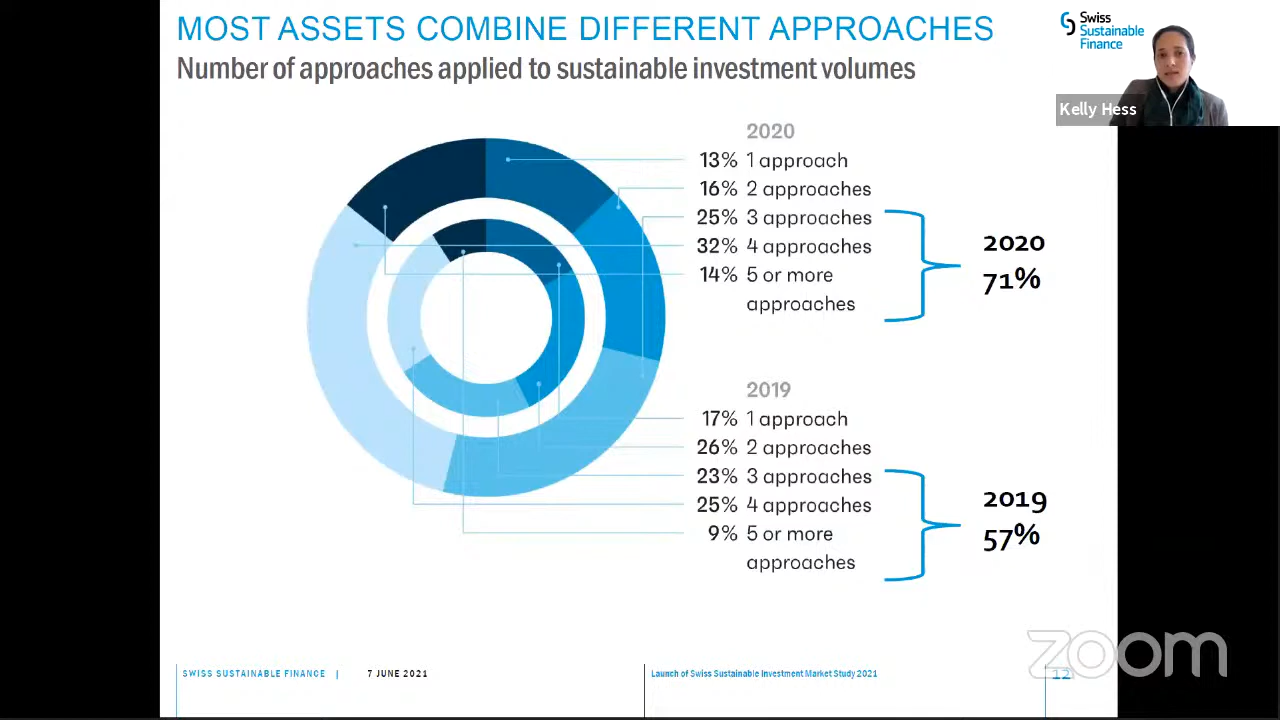 MOST ASSETS COMBINE DIFFERENT APPROACHES
Number of approaches applied to sustainable investment volumes
Swiss
Sustainable
Finance
Kelly Hess
2020
13% 1 approach
16% 2 approaches
25% 3 approaches
32% 4 approaches
14% 5 or more
approaches
2020
71%
2019
17% 1 approach
26% 2 approaches
23% 3 approaches
25% 4 approaches
9% 5 or more
approaches
2019
57%
SWISS SUSTAINABLE FINANCE | 7 JUNE 2021
Launch of Swiss Sustainable Investment Market Study 2021
12
zoom